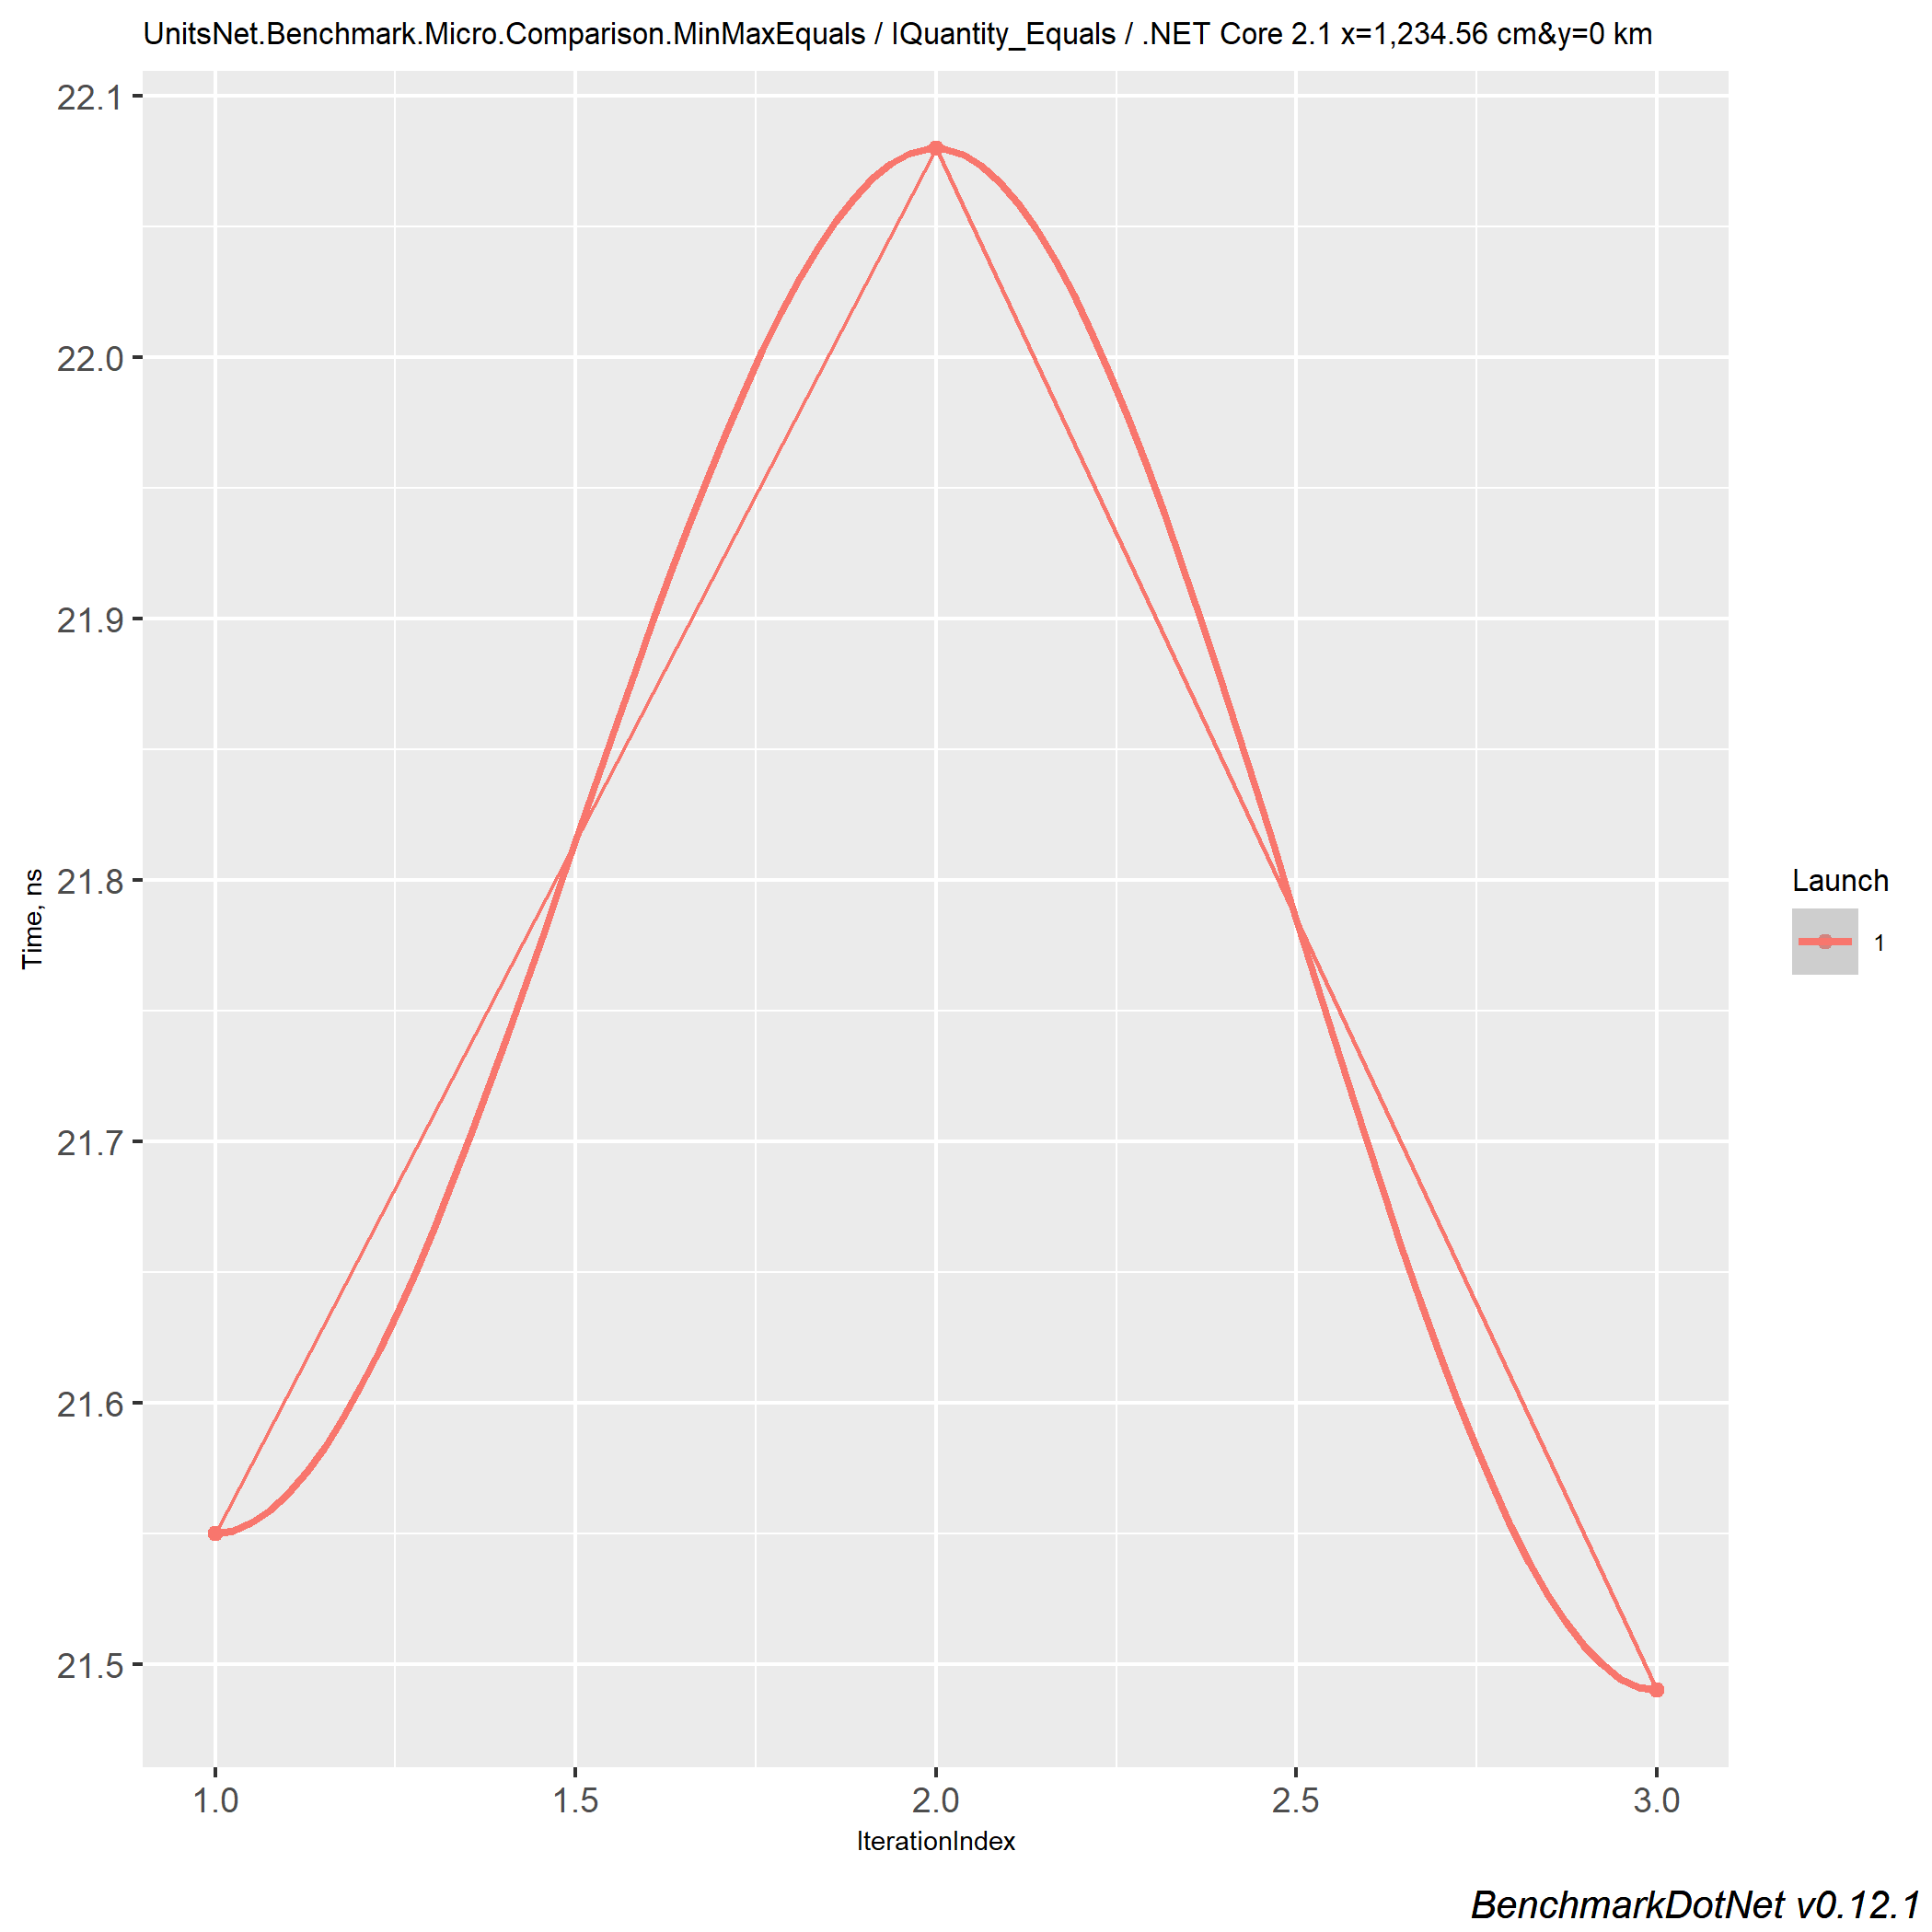 UnitsNet.Benchmark.Micro.Comparison.MinMaxEquals / IQuantity_Equals / .NET Core 2.1 x=1,234.56 cm&y=0 km
22.1
22.0
21.9
21.8
21.7
21.6
21.5
Time, ns
1.0
1.5
2.0
2.5
3.0
IterationIndex
Launch
1
BenchmarkDotNet v0.12.1